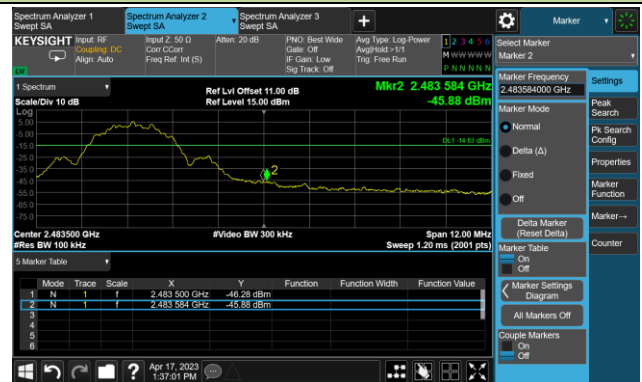 Spectrum Analyzer 1
Swept SA
Spectrum Analyzer 2
Swept SA
Spectrum Analyzer 3
Swept SA
Marker
KEYSIGHT
Input: RF
Coupling: DC
Align: Auto
Input Z: 50 Ω
Corr CCorr
Freq Ref: Int (S)
Atten: 20 dB
PNO: Best Wide
Gate: Off
IF Gain: Low
Sig Track: Off
Avg Type: Log-Power
Avg|Hold:>1/1
Trig: Free Run
1 2 3 4 5 6
M W W W W W
P N N N N N
LXI
Select Marker
Marker 2
1 Spectrum
Scale/Div 10 dB
Log
Ref Lvl Offset 11.00 dB
Ref Level 15.00 dBm
Mkr2 2.483 584 GHz
-45.88 dBm
5.00
-5.00
-15.0
-25.0
-35.0
-45.0
-55.0
-65.0
-75.0
DL1 -14.83 dBm
2
Center 2.483500 GHz
#Res BW 100 kHz
#Video BW 300 kHz
Span 12.00 MHz
Sweep 1.20 ms (2001 pts)
5 Marker Table
Mode Trace Scale X Y Function Function Width Function Value
1 N 1 f 2.483 500 GHz -46.28 dBm
2 N 1 f 2.483 584 GHz -45.88 dBm
3
4
5
6
Marker Frequency
2.483584000 GHz
Marker Mode
Normal
Delta (Δ)
Fixed
Off
Delta Marker
(Reset Delta)
Marker Table
On
Off
Marker Settings
Diagram
All Markers Off
Couple Markers
On
Off
Settings
Peak
Search
Pk Search
Config
Properties
Marker
Function
Marker→
Counter
?
Apr 17, 2023
1:37:01 PM